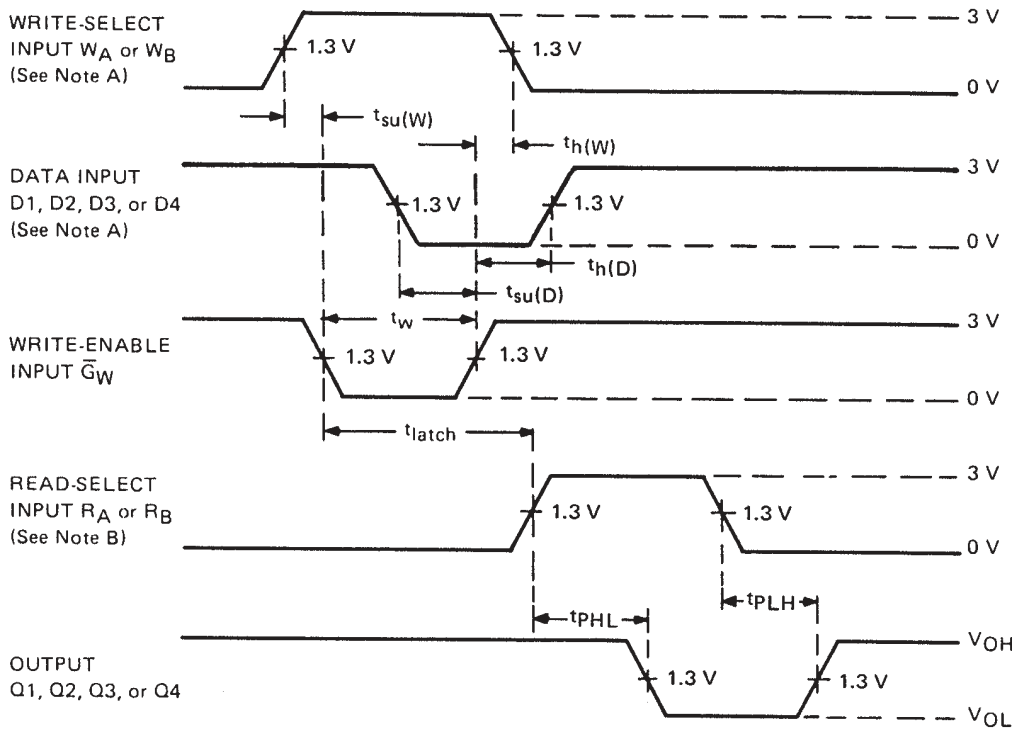 WRITE-SELECT
INPUT WA or WB
(See Note A)
1.3 V
1.3 V
3 V
0 V
tsu(W)
th(W)
DATA INPUT
D1, D2, D3, or D4
(See Note A)
1.3 V
1.3 V
3 V
0 V
th(D)
tsu(D)
tw
WRITE-ENABLE
INPUT G̅W
1.3 V
1.3 V
3 V
0 V
tlatch
READ-SELECT
INPUT RA or RB
(See Note B)
1.3 V
1.3 V
3 V
0 V
tPHL
tPLH
OUTPUT
Q1, Q2, Q3, or Q4
1.3 V
1.3 V
VOH
VOL